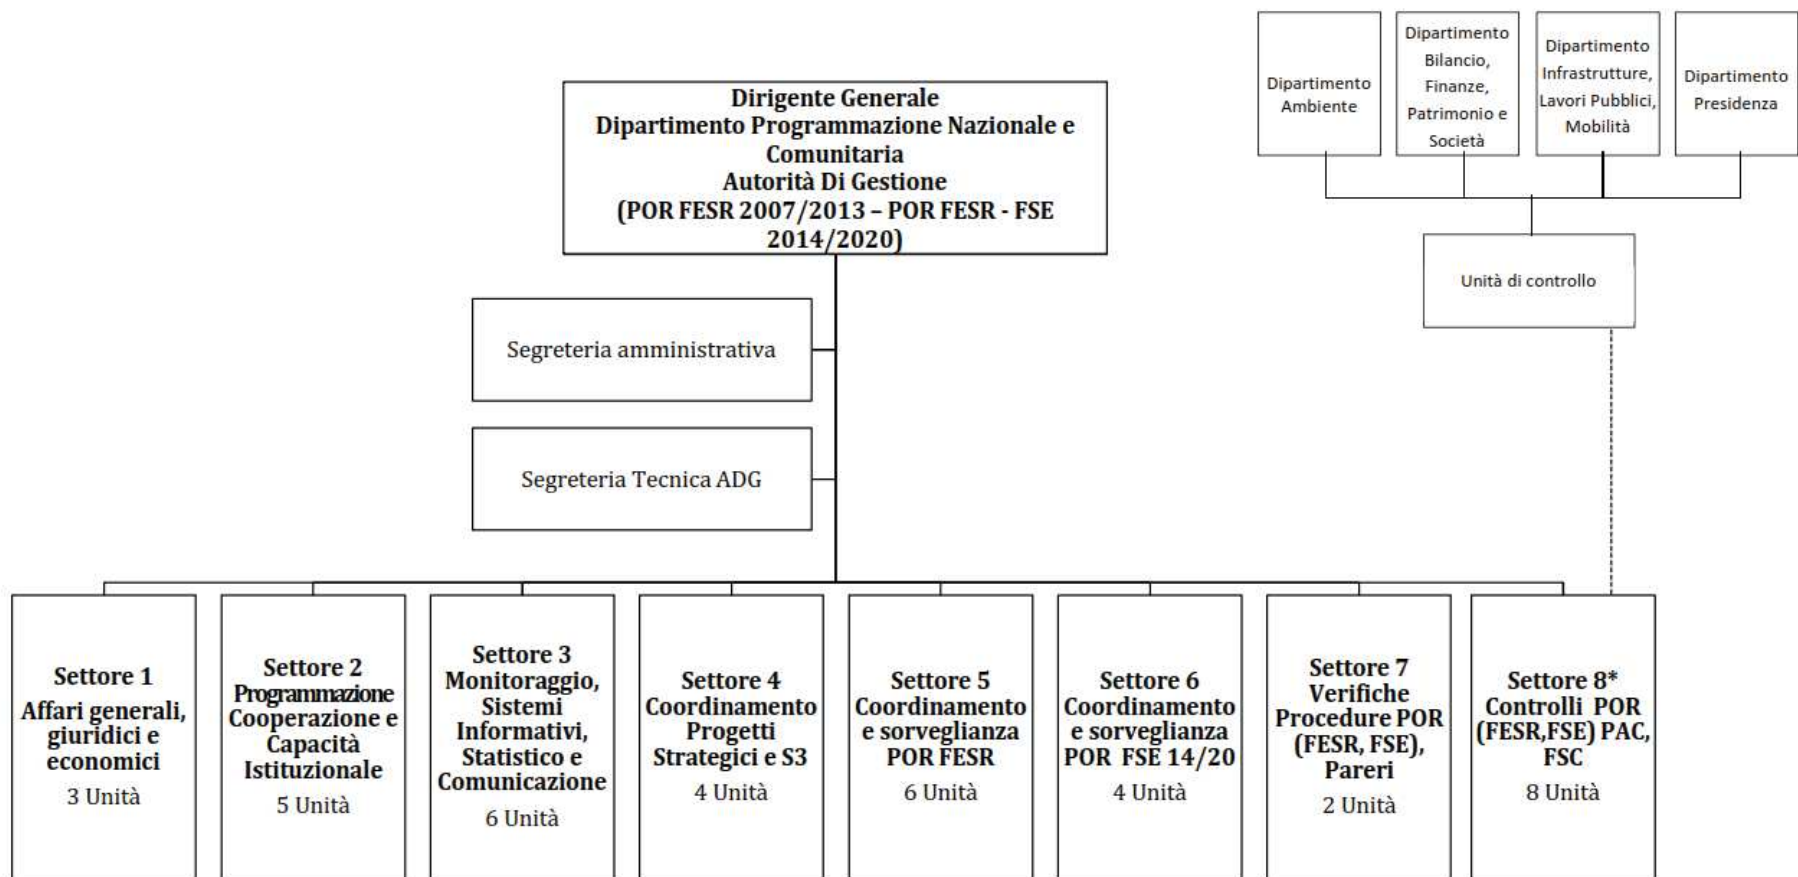 Dirigente Generale
Dipartimento Programmazione Nazionale e
Comunitaria
Autorità Di Gestione
(POR FESR 2007/2013 – POR FESR - FSE
2014/2020)
Dipartimento
Ambiente
Dipartimento
Bilancio,
Finanze,
Patrimonio e
Società
Dipartimento
Infrastrutture,
Lavori Pubblici,
Mobilità
Dipartimento
Presidenza
Unità di controllo
Segreteria amministrativa
Segreteria Tecnica ADG
Settore 1
Affari generali,
giuridici e
economici
3 Unità
Settore 2
Programmazione
Cooperazione e
Capacità
Istituzionale
5 Unità
Settore 3
Monitoraggio,
Sistemi
Informativi,
Statistico e
Comunicazione
6 Unità
Settore 4
Coordinamento
Progetti
Strategici e S3
4 Unità
Settore 5
Coordinamento
e sorveglianza
POR FESR
6 Unità
Settore 6
Coordinamento
e sorveglianza
POR FSE 14/20
4 Unità
Settore 7
Verifiche
Procedure POR
(FESR, FSE),
Pareri
2 Unità
Settore 8*
Controlli POR
(FESR,FSE) PAC,
FSC
8 Unità